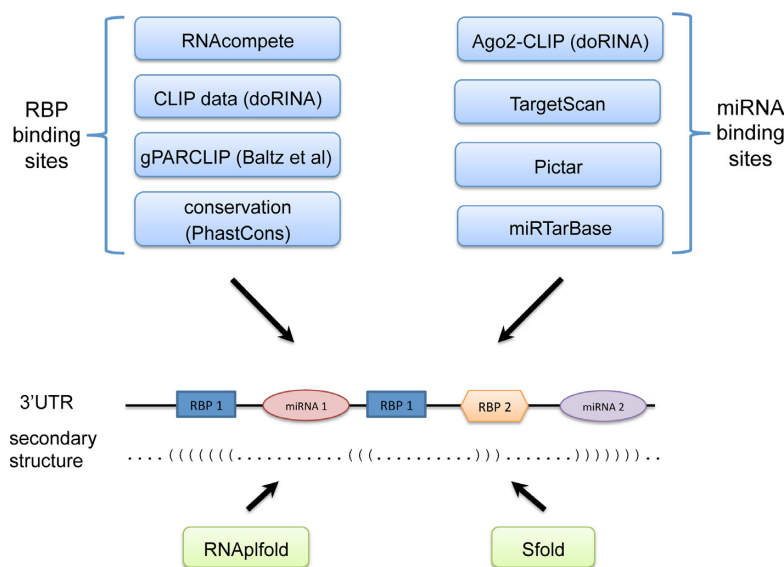 RBP
binding
sites
RNAcompete
CLIP data (doRINA)
gPARCLIP (Baltz et al)
conservation
(PhastCons)
Ago2-CLIP (doRINA)
TargetScan
Pictar
miRTarBase
miRNA
binding
sites
3'UTR
RBP 1
miRNA 1
RBP 1
RBP 2
miRNA 2
secondary
structure
. . . . ( ( ( ( ( ( ( . . . . . . . . . . . . ( ( ( . . . . . . . . . . . ) ) ) . . . . . . . . ) ) ) ) ) ) ) . .
RNAplfold
Sfold